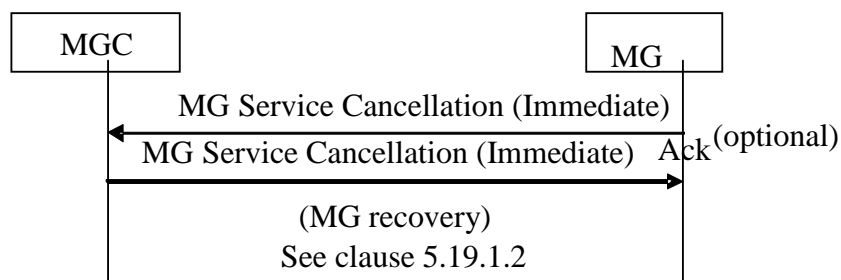 MGC
MG
MG Service Cancellation (Immediate)
MG Service Cancellation (Immediate) Ack (optional)
(MG recovery)
See clause 5.19.1.2